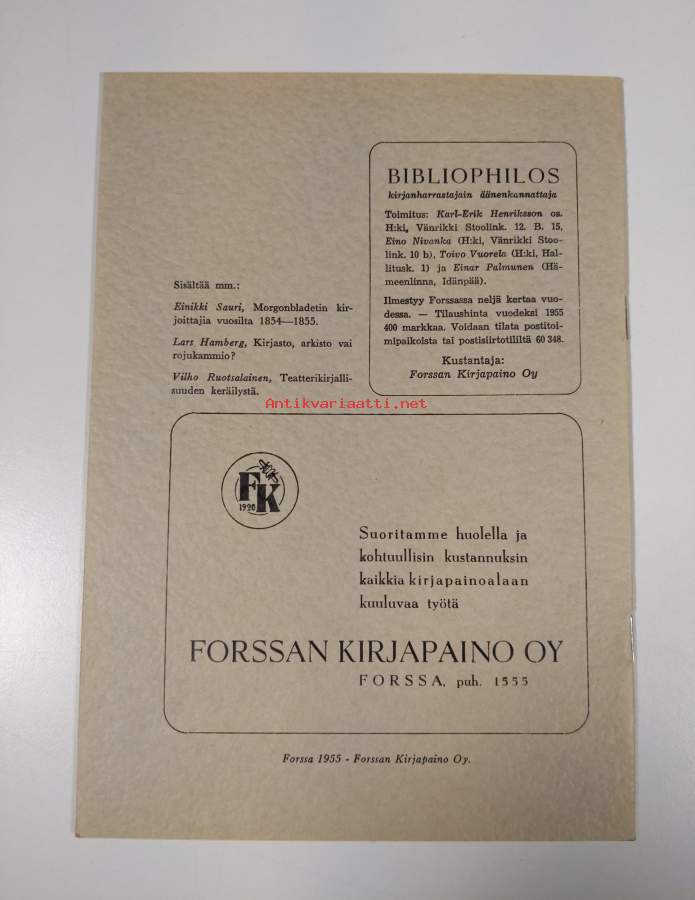 BIBLIOPHILOS
kirjanharrastajain äänenkannattaja
Toimitus: Karl-Erik Henriksson os.
H:ki, Vänrikki Stoolink. 12. B. 15,
Eino Nivanka (H:ki, Vänrikki Stoo-
link. 10 b), Toivo Vuorela (H:ki, Hal-
litusk. 1) ja Einar Palmunen (Hä-
meenlinna, Idänpää).
Ilmestyy Forssassa neljä kertaa vuo-
dessa. — Tilaushinta vuodeksi 1955
400 markkaa. Voidaan tilata postitoi-
mipaikoista tai postisiirtotililtä 60 348.
Kustantaja:
Forssan Kirjapaino Oy
Sisältää mm.:
Einikki Sauri, Morgonbladetin kir-
joittajia vuosilta 1854—1855.
Lars Hamberg, Kirjasto, arkisto vai
rojukammio?
Vilho Ruotsalainen, Teatterikirjalli-
suuden keräilystä.
Antikvariaatti.net
FK
1920
Suoritamme huolella ja
kohtuullisin kustannuksin
kaikkia kirjapainoalaan
kuuluvaa työtä
FORSSAN KIRJAPAINO OY
FORSSA, puh. 1555
Forssa 1955 - Forssan Kirjapaino Oy.